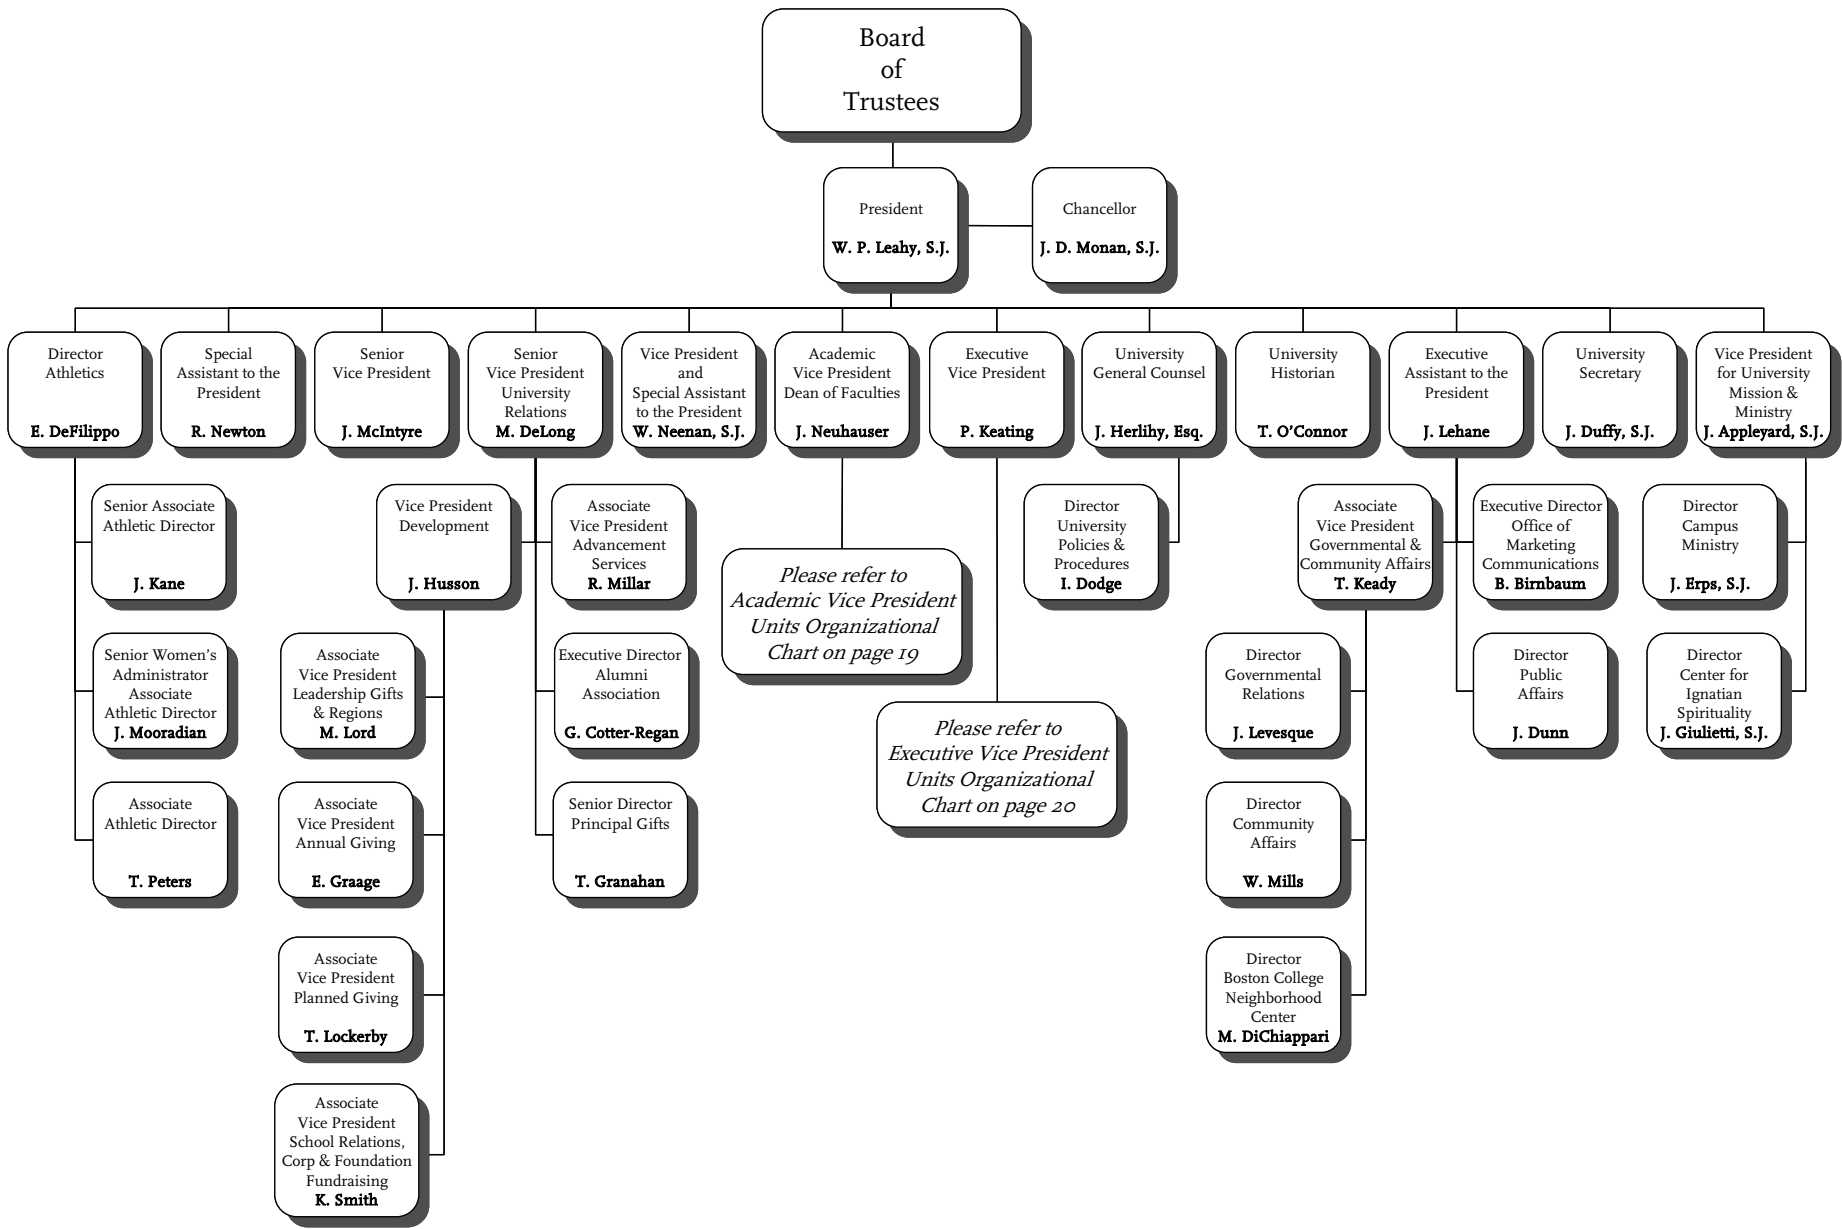 Board
of
Trustees
President
W. P. Leahy, S.J.
Chancellor
J. D. Monan, S.J.
Director
Athletics
E. DeFilippo
Special
Assistant to the
President
R. Newton
Senior
Vice President
J. McIntyre
Senior
Vice President
University
Relations
M. DeLong
Vice President
and
Special Assistant
to the President
W. Neenan, S.J.
Academic
Vice President
Dean of Faculties
J. Neuhauser
Executive
Vice President
P. Keating
University
General Counsel
J. Herlihy, Esq.
University
Historian
T. O’Connor
Executive
Assistant to the
President
J. Lehane
University
Secretary
J. Duffy, S.J.
Vice President
for University
Mission &
Ministry
J. Appleyard, S.J.
Senior Associate
Athletic Director
J. Kane
Vice President
Development
J. Husson
Associate
Vice President
Advancement
Services
R. Millar
Please refer to
Academic Vice President
Units Organizational
Chart on page 19
Director
University
Policies &
Procedures
I. Dodge
Associate
Vice President
Governmental &
Community Affairs
T. Keady
Executive Director
Office of
Marketing
Communications
B. Birnbaum
Director
Campus
Ministry
J. Erps, S.J.
Senior Women’s
Administrator
Associate
Athletic Director
J. Mooradian
Associate
Vice President
Leadership Gifts
& Regions
M. Lord
Executive Director
Alumni
Association
G. Cotter-Regan
Please refer to
Executive Vice President
Units Organizational
Chart on page 20
Director
Governmental
Relations
J. Levesque
Director
Public
Affairs
J. Dunn
Director
Center for
Ignatian
Spirituality
J. Giulietti, S.J.
Associate
Athletic Director
T. Peters
Associate
Vice President
Annual Giving
E. Graage
Senior Director
Principal Gifts
T. Granahan
Director
Community
Affairs
W. Mills
Associate
Vice President
Planned Giving
T. Lockerby
Director
Boston College
Neighborhood
Center
M. DiChiappari
Associate
Vice President
School Relations,
Corp & Foundation
Fundraising
K. Smith